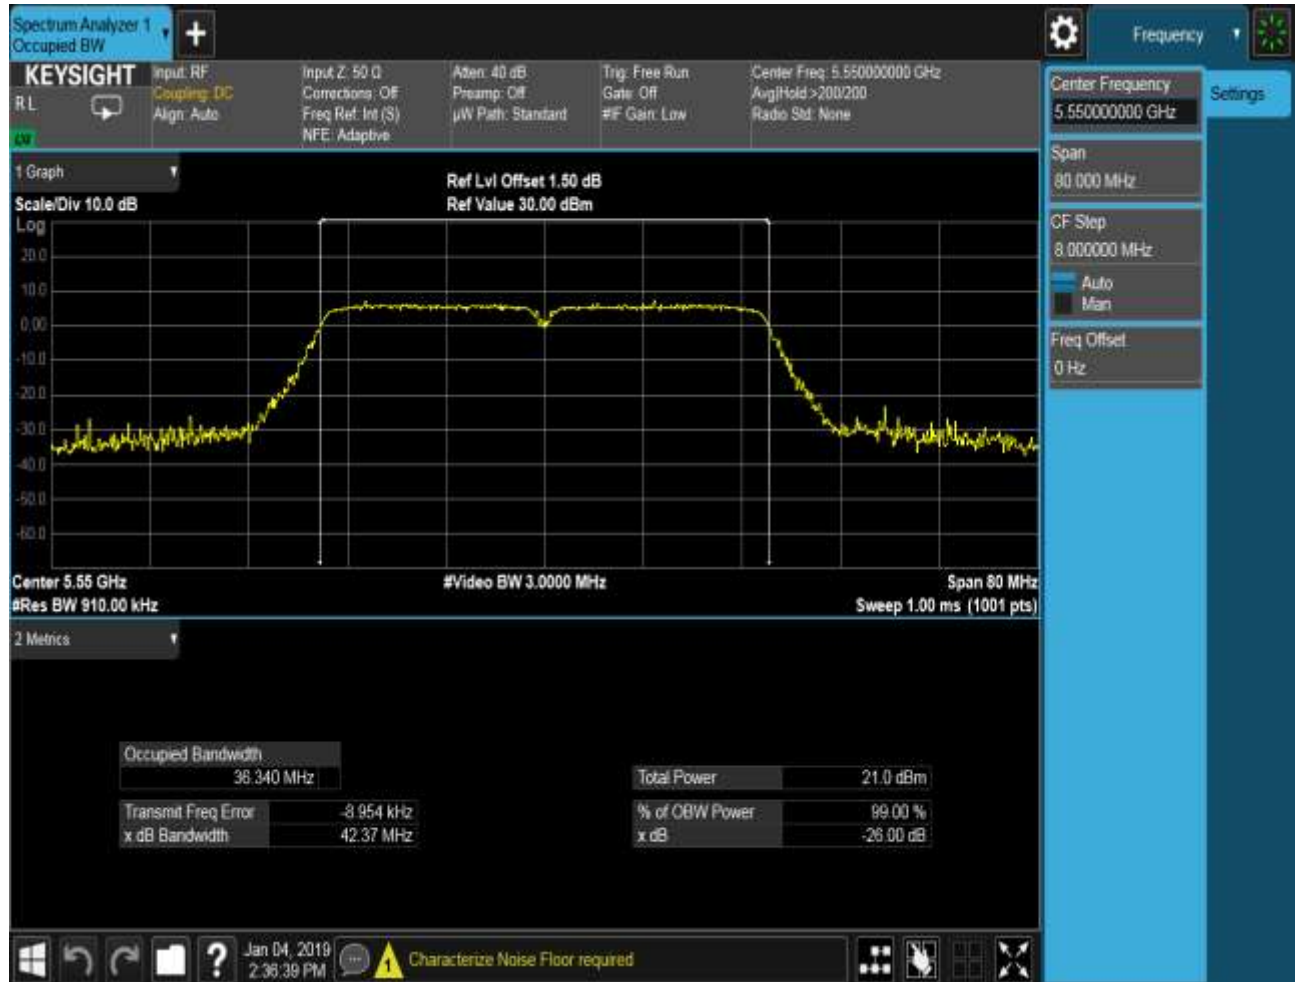 Spectrum Analyzer 1
Occupied BW
Frequency
KEYSIGHT
RL
Input: RF
Coupling: DC
Align: Auto
Input Z: 50 Ω
Corrections: Off
Freq Ref: Int (S)
NFE: Adaptive
Atten: 40 dB
Preamp: Off
µW Path: Standard
Trig: Free Run
Gate: Off
#IF Gain: Low
Center Freq: 5.550000000 GHz
Avg|Hold:>200/200
Radio Std: None
Center Frequency
5.550000000 GHz
Settings
Span
80.000 MHz
CF Step
8.000000 MHz
Auto
Man
Freq Offset
0 Hz
1 Graph
Scale/Div 10.0 dB
Ref Lvl Offset 1.50 dB
Ref Value 30.00 dBm
Log
20.0
10.0
0.00
-10.0
-20.0
-30.0
-40.0
-50.0
-60.0
Center 5.55 GHz
#Video BW 3.0000 MHz
Span 80 MHz
#Res BW 910.00 kHz
Sweep 1.00 ms (1001 pts)
2 Metrics
Occupied Bandwidth
36.340 MHz
Transmit Freq Error -8.954 kHz
x dB Bandwidth 42.37 MHz
Total Power 21.0 dBm
% of OBW Power 99.00 %
x dB -26.00 dB
Jan 04, 2019
2:36:39 PM
1
Characterize Noise Floor required